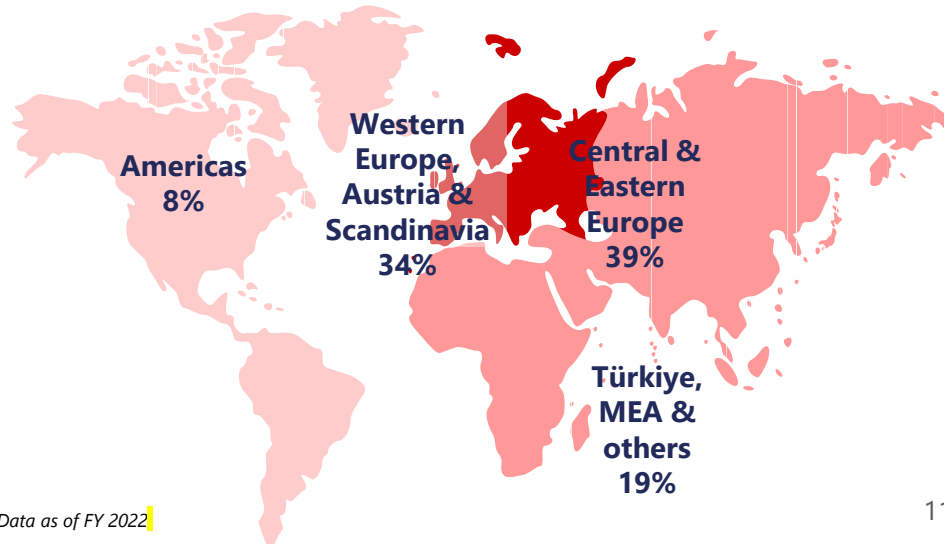 Americas
8%
Western
Europe,
Austria &
Scandinavia
34%
Central &
Eastern
Europe
39%
Türkiye,
MEA &
others
19%
Data as of FY 2022
11